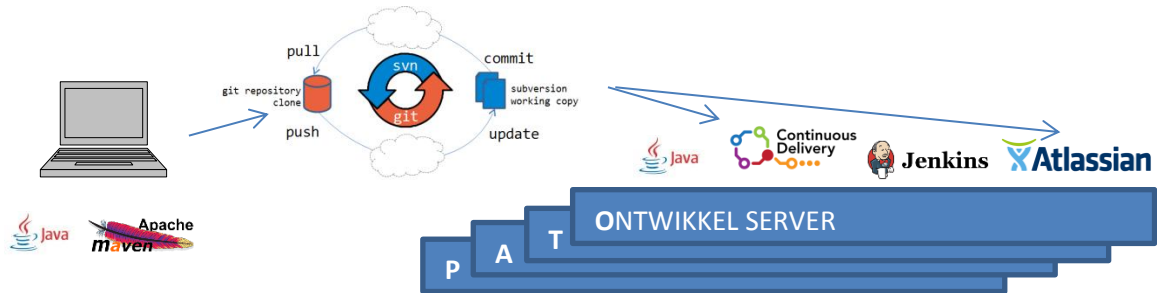 pull
commit
svn
git repository
clone
subversion
working copy
git
push
update
Java
Continuous
Delivery
Jenkins
Atlassian
Java
Apache
maven
ONTWIKKEL SERVER
T
A
P